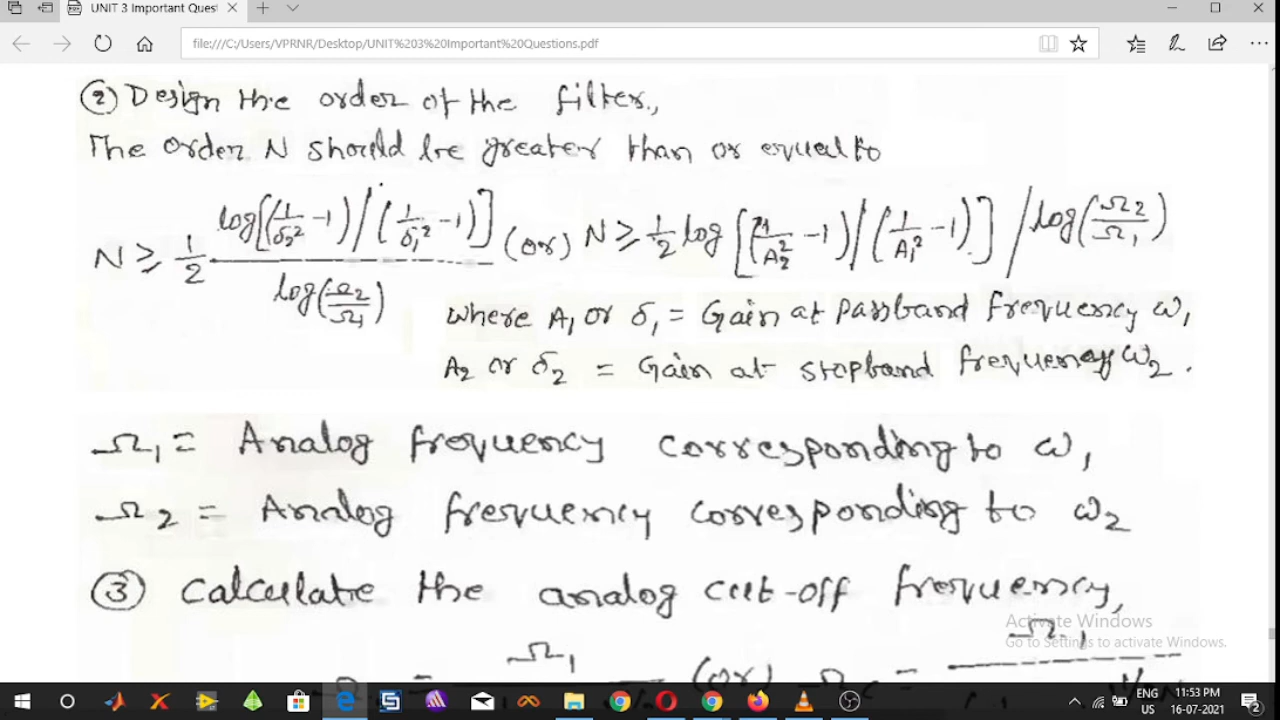 UNIT 3 Important Quest
file:///C:/Users/VPRNR/Desktop/UNIT%203%20Important%20Questions.pdf
② Design the order of the filter.,
The order N should be greater than or equal to
N ≥ 1/2 log[(1/δ₂² -1)/(1/δ₁² -1)] / log(Ω₂/Ω₁) (or) N ≥ 1/2 log[(1/A₂² -1)/(1/A₁² -1)] / log(Ω₂/Ω₁)
where A₁ or δ₁ = Gain at passband frequency ω₁
A₂ or δ₂ = Gain at stopband frequency ω₂.
Ω₁ = Analog frequency corresponding to ω₁
Ω₂ = Analog frequency corresponding to ω₂
③ Calculate the analog cut-off frequency,
Activate Windows
Go to Settings to activate Windows.
Ω₁ (or) Ωc = Ω₁
ENG 11:53 PM
US 16-07-2021